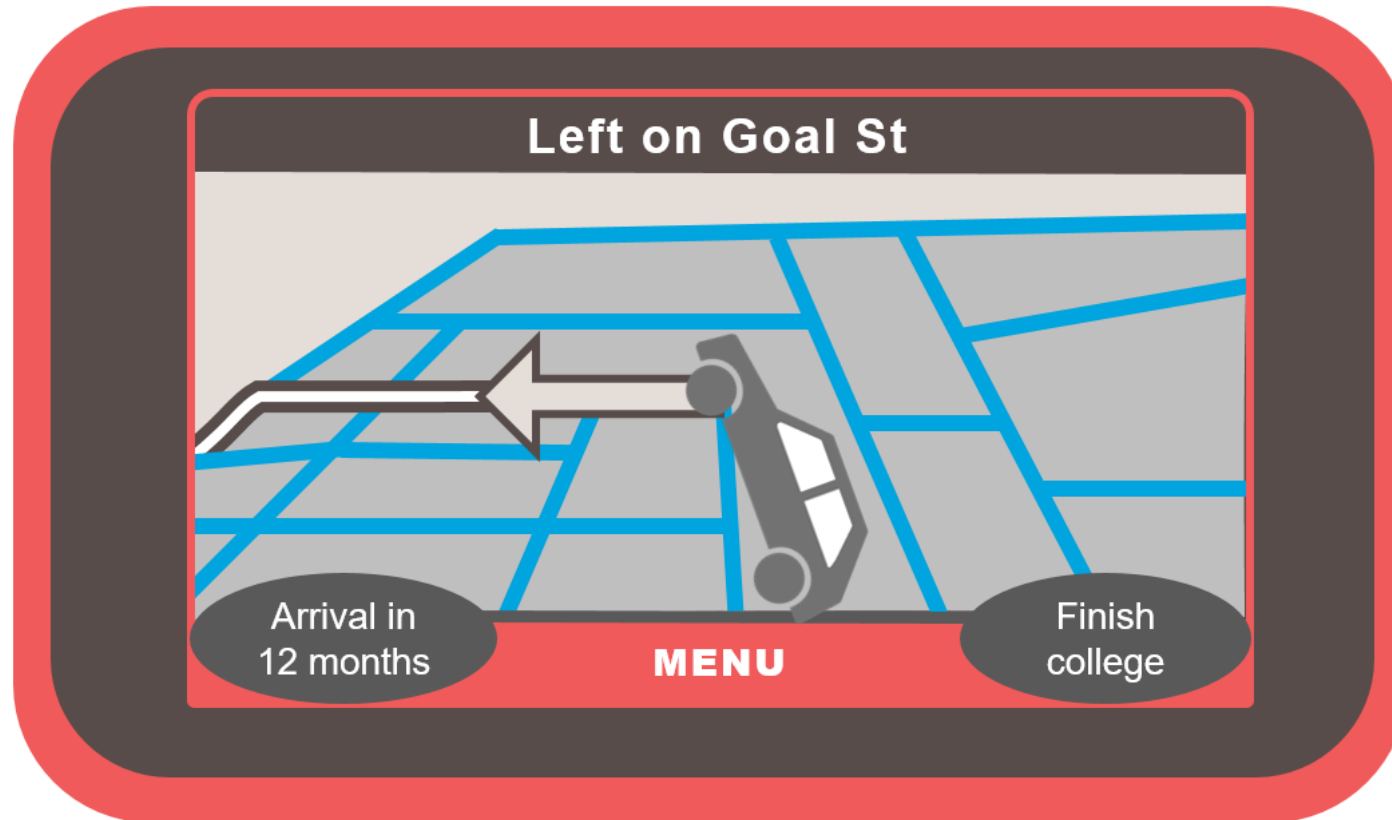 Left on Goal St
Arrival in
12 months
MENU
Finish
college